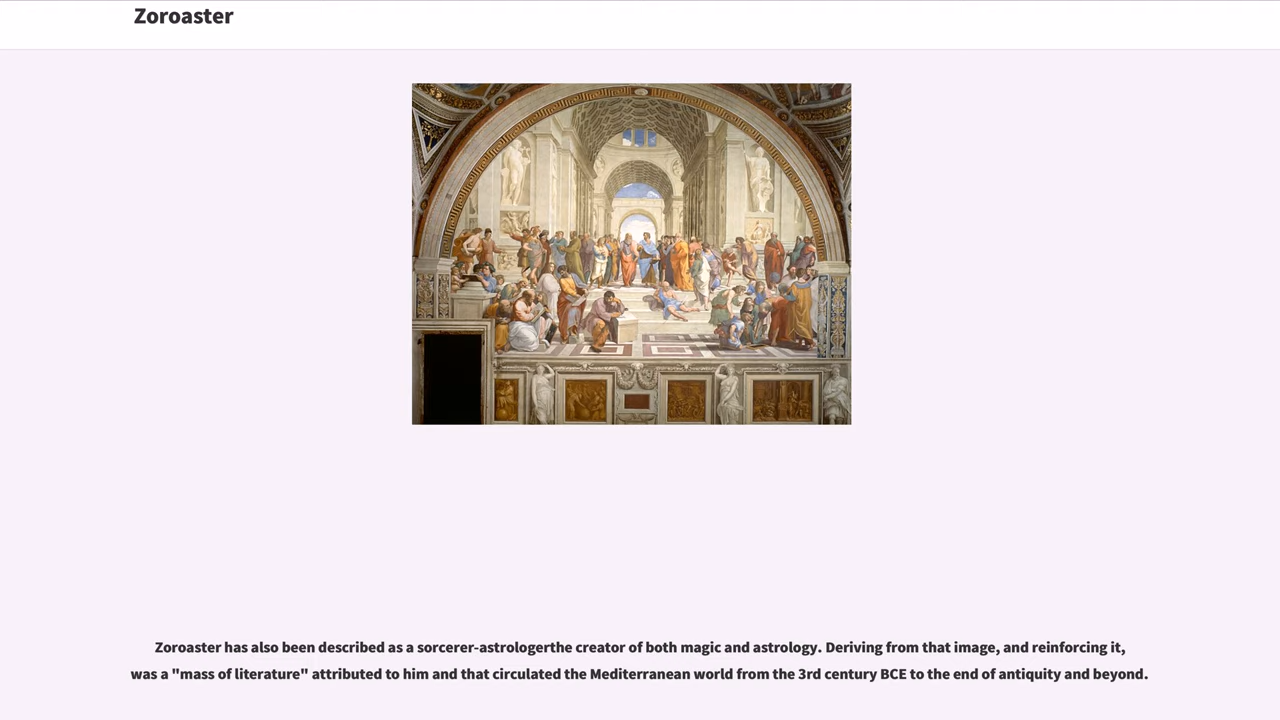 Zoroaster
Zoroaster has also been described as a sorcerer-astrologerthe creator of both magic and astrology. Deriving from that image, and reinforcing it,
was a "mass of literature" attributed to him and that circulated the Mediterranean world from the 3rd century BCE to the end of antiquity and beyond.